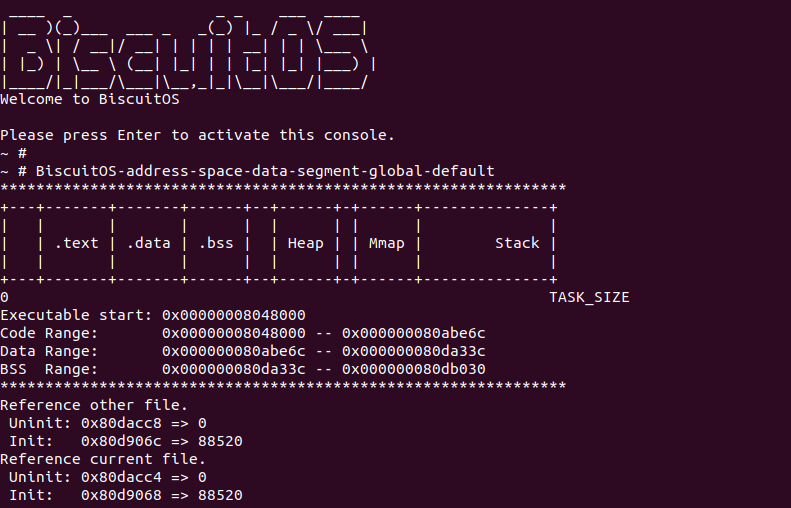 ____  _                _ _    ___  ____
| __ )(_)___  ___ _   _(_) |_ / _ \/ ___|
|  _ \| / __|/ __| | | | | __| | | \___ \
| |_) | \__ \ (__| |_| | | |_| |_| |___) |
|____/|_|___/\___|\__,_|_|\__|\___/|____/
Welcome to BiscuitOS

Please press Enter to activate this console.
~ #
~ # BiscuitOS-address-space-data-segment-global-default
***************************************************************
+---+-------+-------+------+--+------+-+------+--------------+
|   |       |       |      |  |      | |      |              |
|   | .text | .data | .bss |  | Heap | | Mmap |        Stack |
|   |       |       |      |  |      | |      |              |
+---+-------+-------+------+--+------+-+------+--------------+
0                                                            TASK_SIZE
Executable start: 0x00000008048000
Code Range:       0x00000008048000 -- 0x000000080abe6c
Data Range:       0x000000080abe6c -- 0x000000080da33c
BSS  Range:       0x000000080da33c -- 0x000000080db030
***************************************************************
Reference other file.
 Uninit: 0x80dacc8 => 0
 Init:   0x80d906c => 88520
Reference current file.
 Uninit: 0x80dacc4 => 0
 Init:   0x80d9068 => 88520